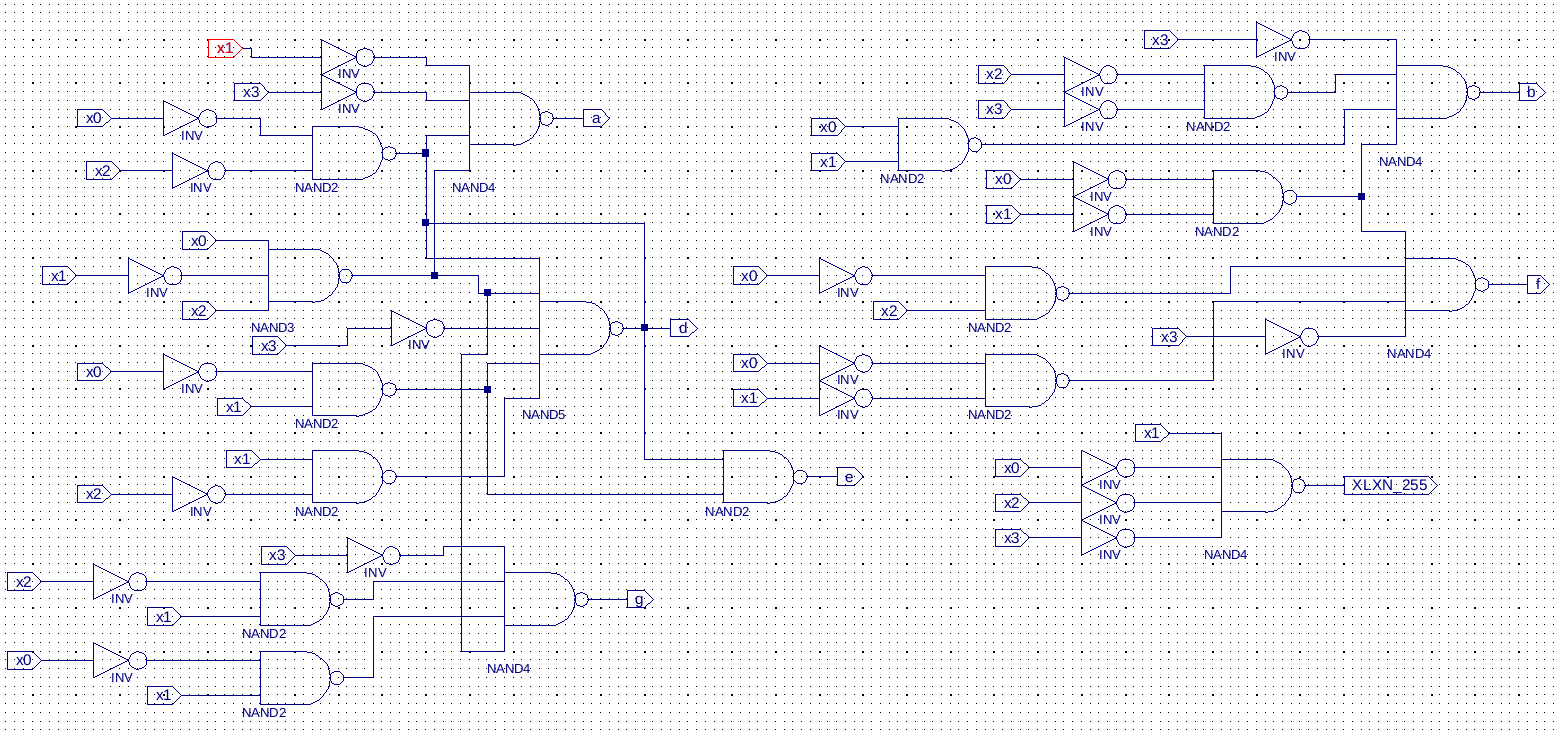 x1
INV
x3
INV
x0
INV
x2
INV
NAND2
NAND4
a
x0
x1
INV
x2
NAND3
x3
INV
d
x0
INV
x1
NAND2
NAND5
x1
x2
INV
NAND2
NAND2
e
x3
INV
x2
INV
x1
NAND2
x0
INV
x1
NAND2
NAND4
g
x3
INV
x2
INV
x3
INV
NAND2
NAND4
b
x0
x1
NAND2
x0
INV
x1
INV
NAND2
x0
INV
x2
NAND2
x3
INV
NAND4
f
x0
INV
x1
INV
NAND2
x1
x0
INV
x2
INV
x3
INV
NAND4
XLXN_255